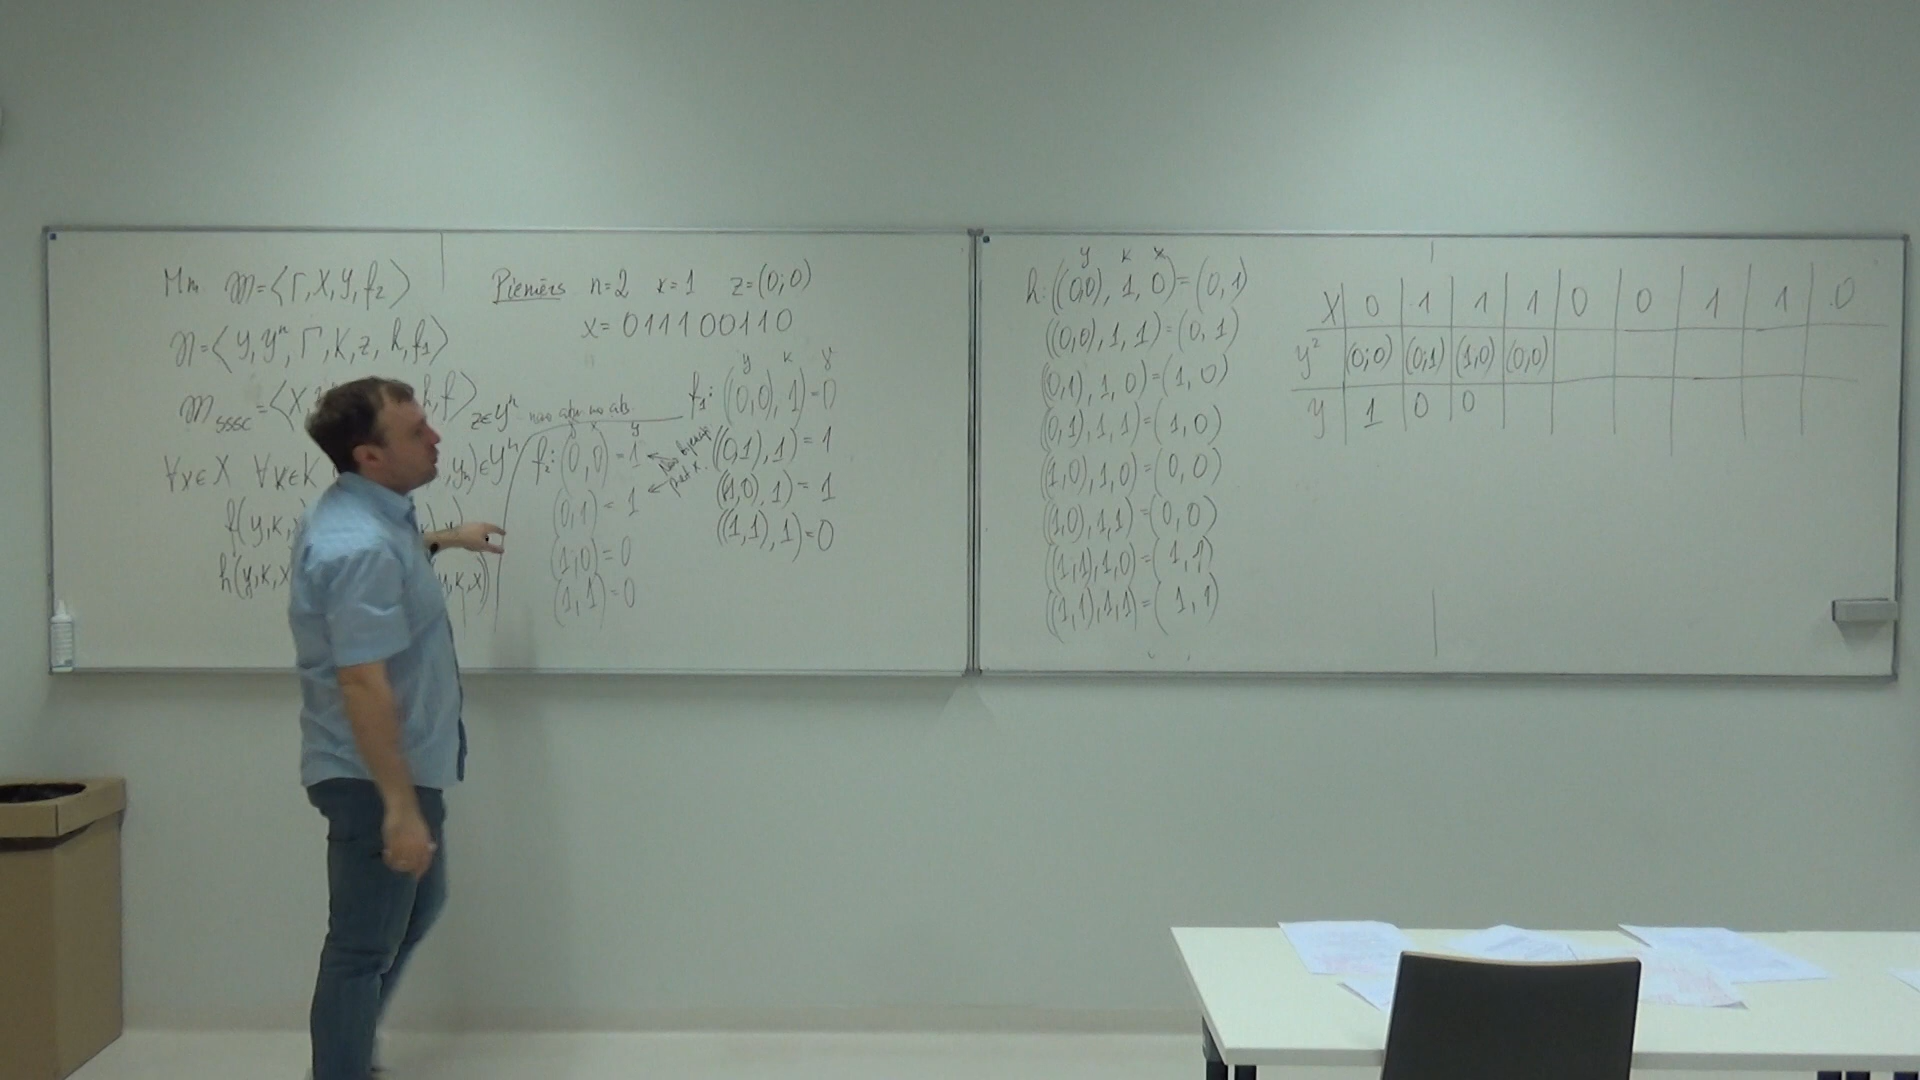 Mm 𝔐=⟨Γ,X,Y,f₂⟩
𝔑=⟨Y,Yⁿ,Γ,K,z,h,f₁⟩
𝔐sssc=⟨X, h,f⟩z∈Yⁿ
∀x∈X ∀κ∈K ,yₙ)∈Yⁿ
f(y,κ,
h(y,κ,x y,κ,x))
Piemērs n=2 κ=1 z=(0;0)
x=011100110
y x y
f₂: (0,0)=1
(0,1)=1
(1,0)=0
(1,1)=0
y κ γ
f₁: ((0,0),1)=0
((0,1),1)=1
((1,0),1)=1
((1,1),1)=0
y κ x
h: ((0,0),1,0)=(0,1)
((0,0),1,1)=(0,1)
((0,1),1,0)=(1,0)
((0,1),1,1)=(1,0)
((1,0),1,0)=(0,0)
((1,0),1,1)=(0,0)
((1,1),1,0)=(1,1)
((1,1),1,1)=(1,1)
X 0 1 1 1 0 0 1 1 0
y² (0;0) (0;1) (1,0) (0;0)
y 1 0 0